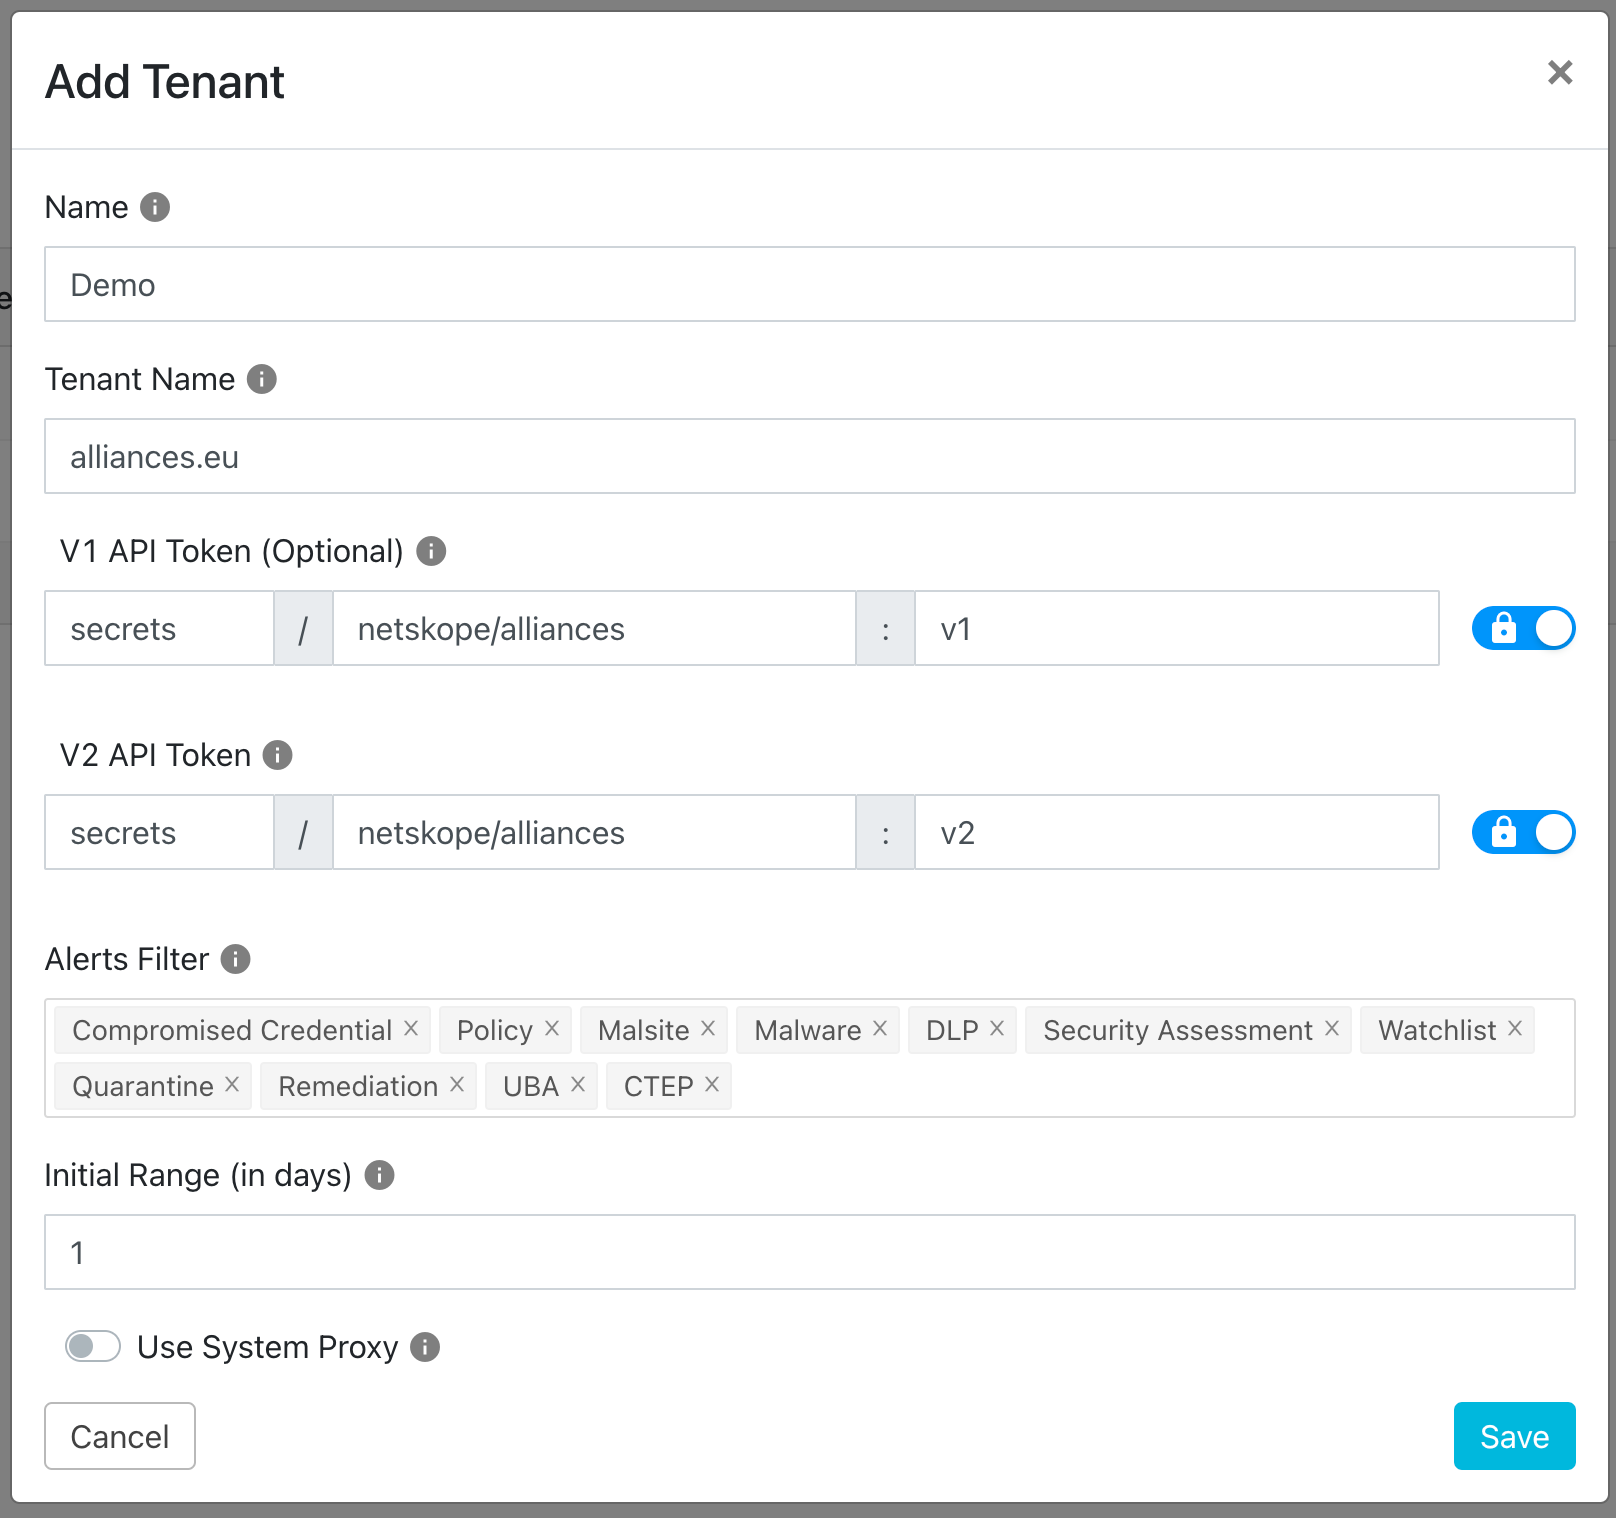 Add Tenant
Name
Demo
Tenant Name
alliances.eu
V1 API Token (Optional)
secrets / netskope/alliances : v1
V2 API Token
secrets / netskope/alliances : v2
Alerts Filter
Compromised Credential Policy Malsite Malware DLP Security Assessment Watchlist
Quarantine Remediation UBA CTEP
Initial Range (in days)
1
Use System Proxy
Cancel Save